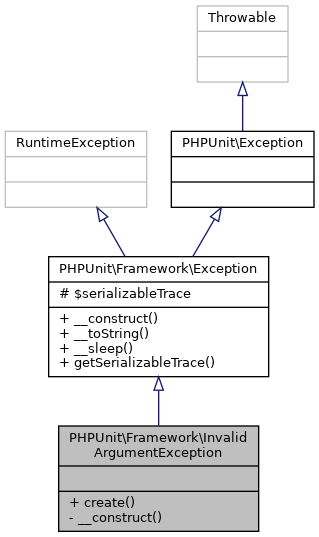 Throwable
RuntimeException
PHPUnit\Exception
PHPUnit\Framework\Exception
# $serializableTrace
+ __construct()
+ __toString()
+ __sleep()
+ getSerializableTrace()
PHPUnit\Framework\Invalid
ArgumentException
+ create()
- __construct()